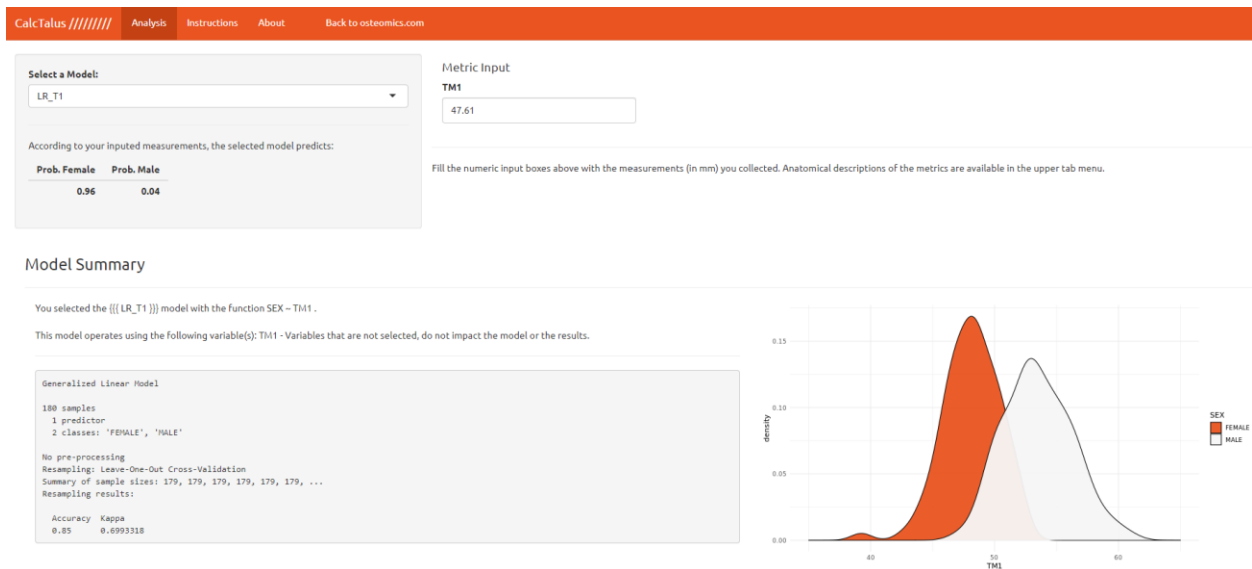 CalcTalus ///////// Analysis Instructions About Back to osteomics.com
Select a Model:
LR_T1
According to your inputed measurements, the selected model predicts:
Prob. Female Prob. Male
0.96 0.04
Metric Input
TM1
47.61
Fill the numeric input boxes above with the measurements (in mm) you collected. Anatomical descriptions of the metrics are available in the upper tab menu.
Model Summary
You selected the {{{ LR_T1 }}} model with the function SEX ~ TM1 .
This model operates using the following variable(s): TM1 - Variables that are not selected, do not impact the model or the results.
Generalized Linear Model
180 samples
1 predictor
2 classes: 'FEMALE', 'MALE'
No pre-processing
Resampling: Leave-One-Out Cross-Validation
Summary of sample sizes: 179, 179, 179, 179, 179, 179, ...
Resampling results:
Accuracy Kappa
0.85 0.6993318
density
0.15
0.10
0.05
0.00
40 50 60
TM1
SEX
FEMALE
MALE